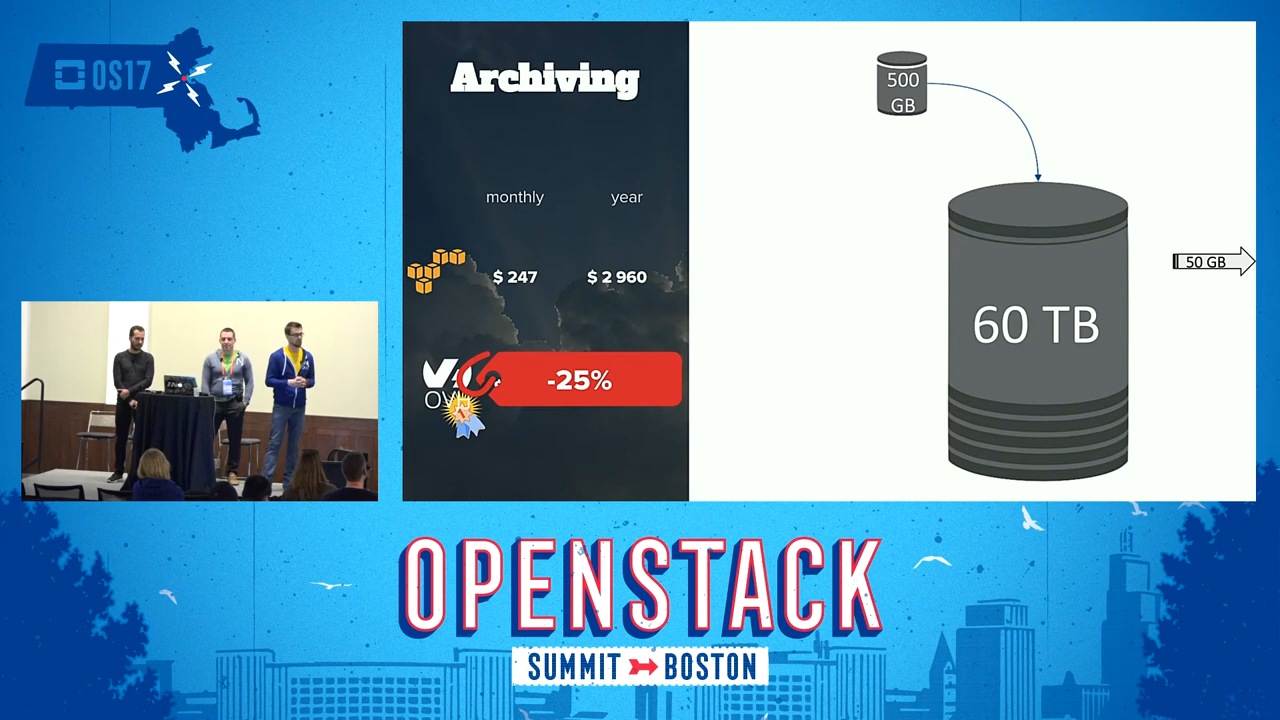 OS17
Archiving
monthly year
$ 247 $ 2 960
-25%
500
GB
60 TB
50 GB
OPENSTACK
SUMMIT BOSTON